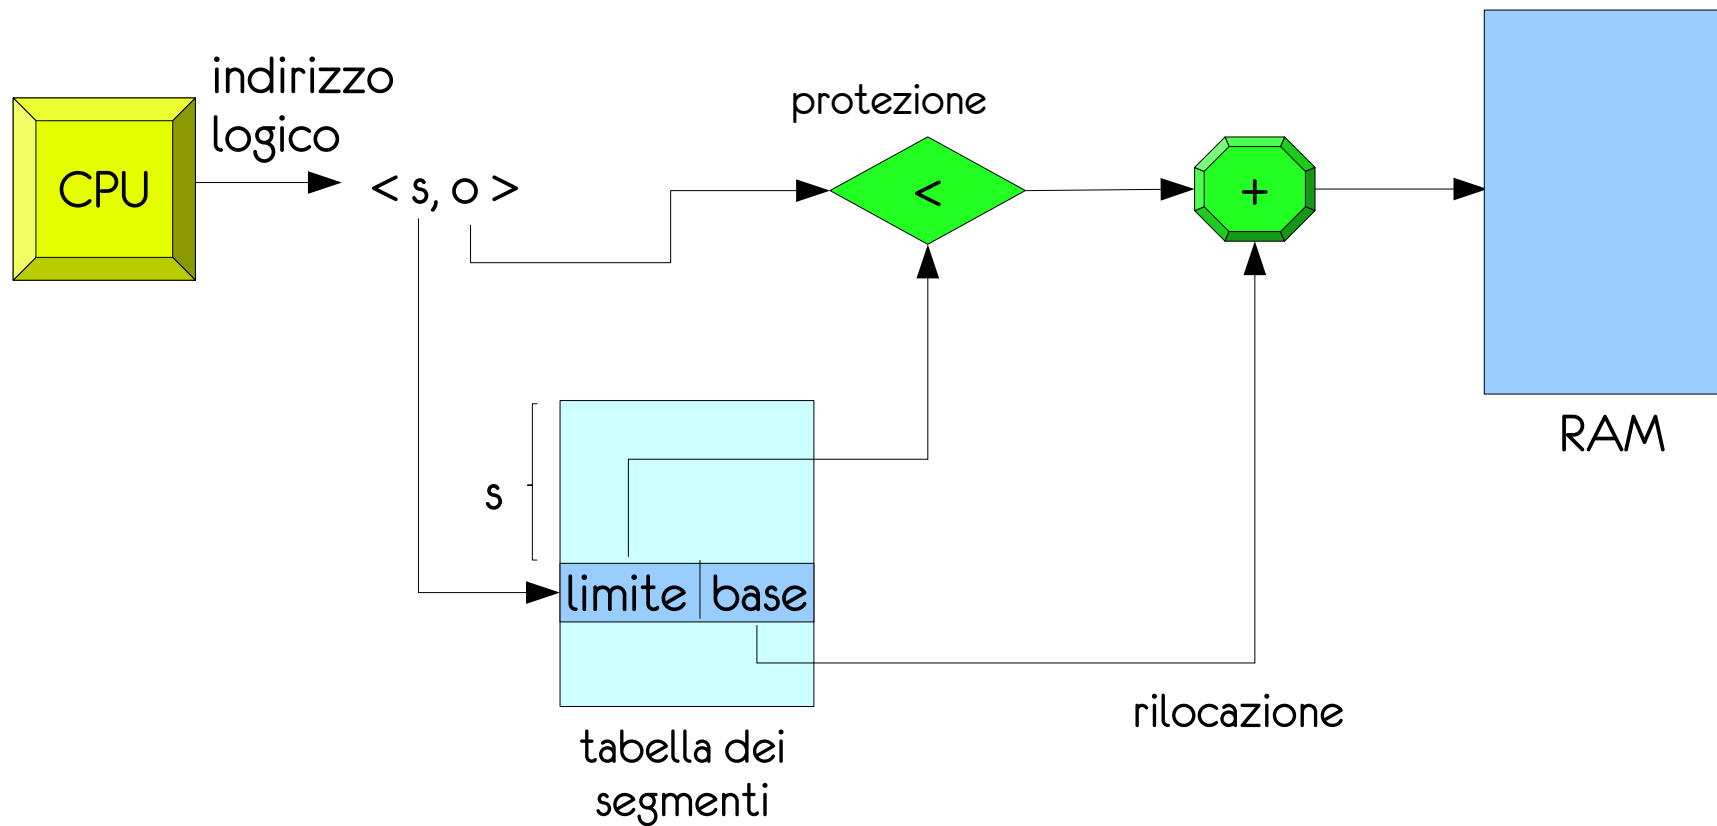 indirizzo
logico
CPU
< s, o >
protezione
<
+
RAM
s
limite
base
rilocazione
tabella dei
segmenti